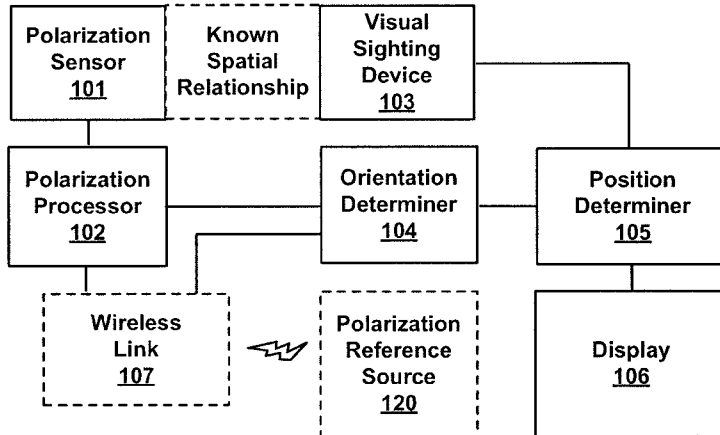 Polarization
Sensor
101
Known
Spatial
Relationship
Visual
Sighting
Device
103
Polarization
Processor
102
Orientation
Determiner
104
Position
Determiner
105
Wireless
Link
107
Polarization
Reference
Source
120
Display
106